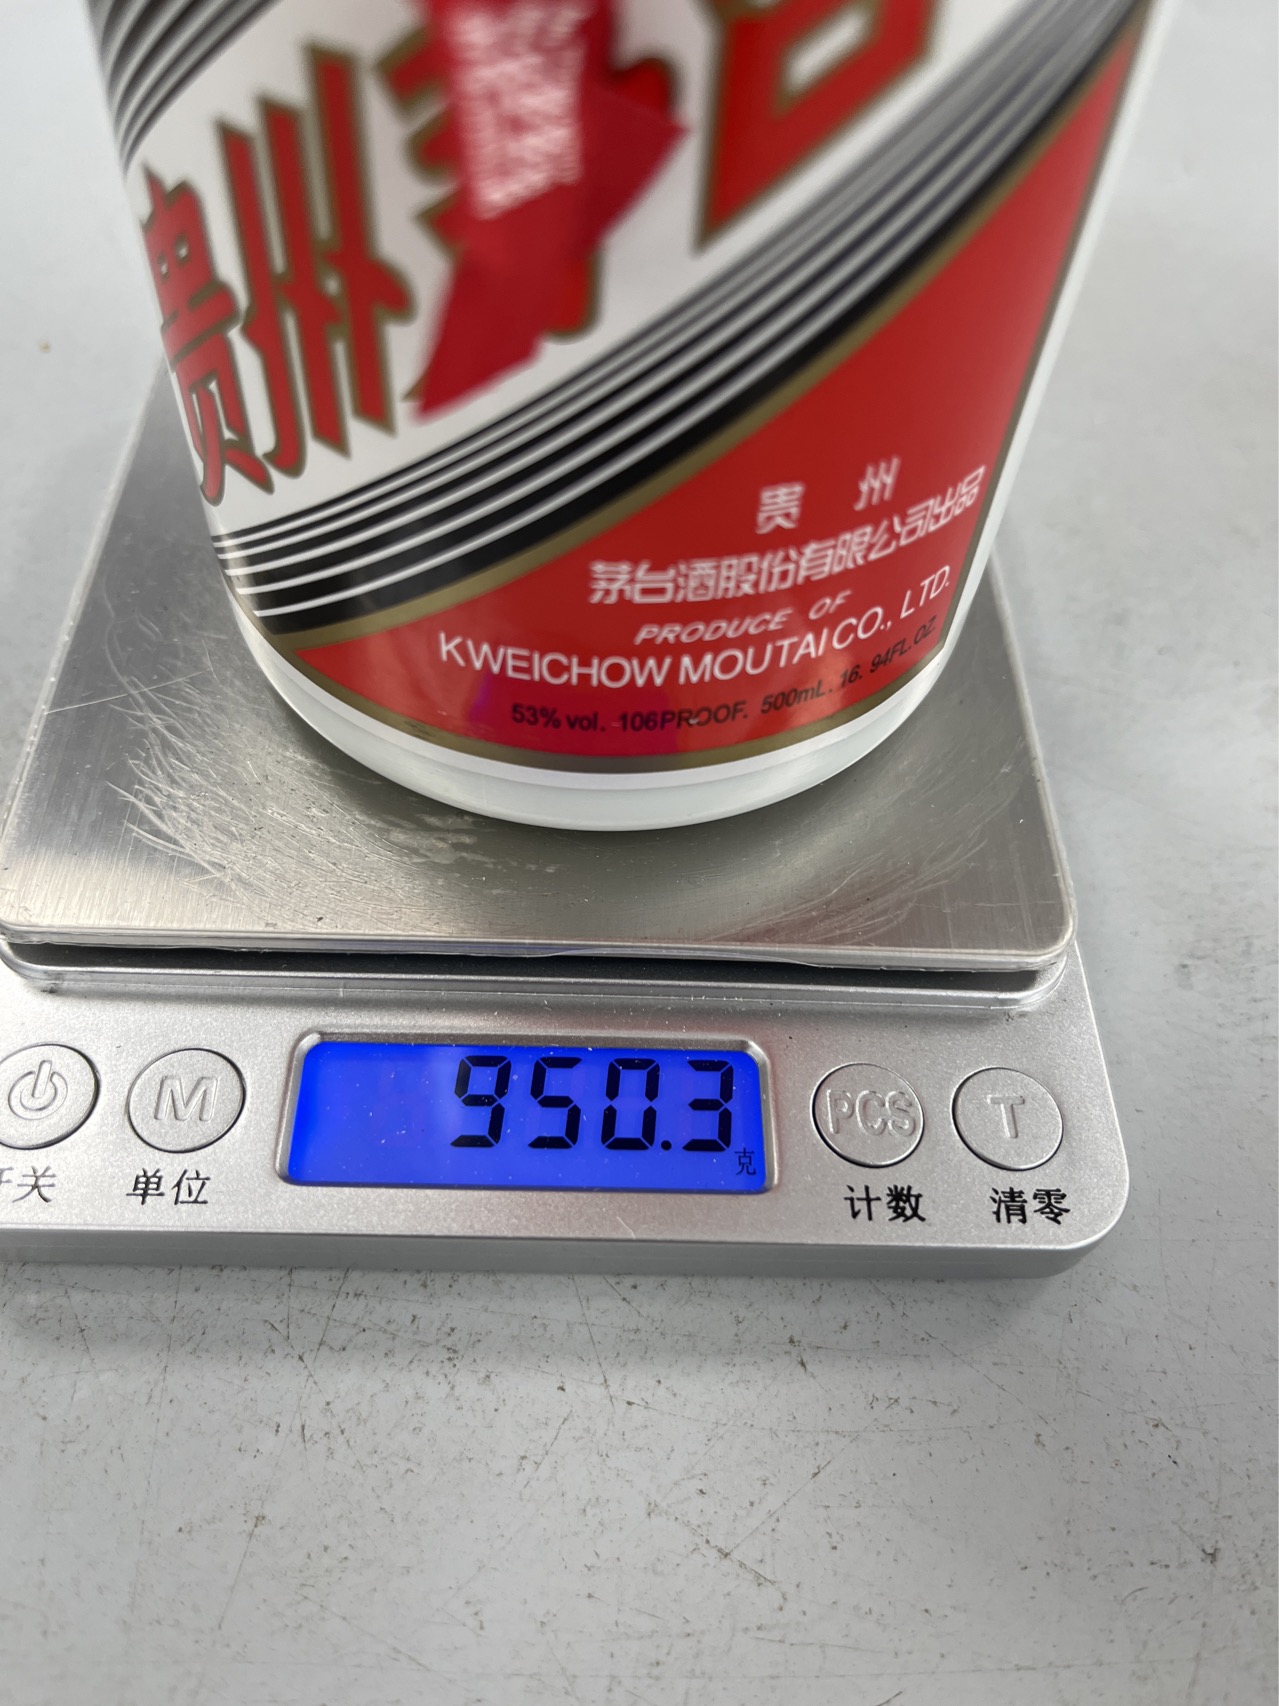 贵州茅台
贵州
茅台酒股份有限公司出品
PRODUCE OF
KWEICHOW MOUTAI CO., LTD.
53% vol. 106PROOF. 500mL. 16. 94FL.OZ.
950.3 克
M
PCS
T
开关
单位
计数
清零